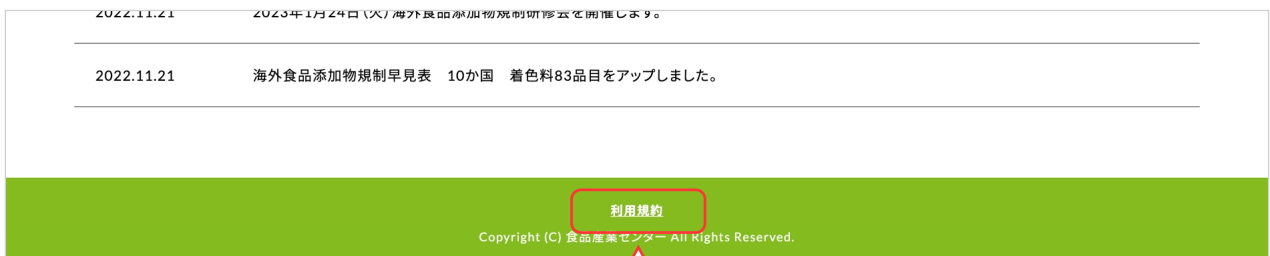 2022.11.21 2023年1月24日(火)海外食品添加物規制研修会を開催します。
2022.11.21 海外食品添加物規制早見表　10か国　着色料83品目をアップしました。
利用規約
Copyright (C) 食品産業センター All Rights Reserved.